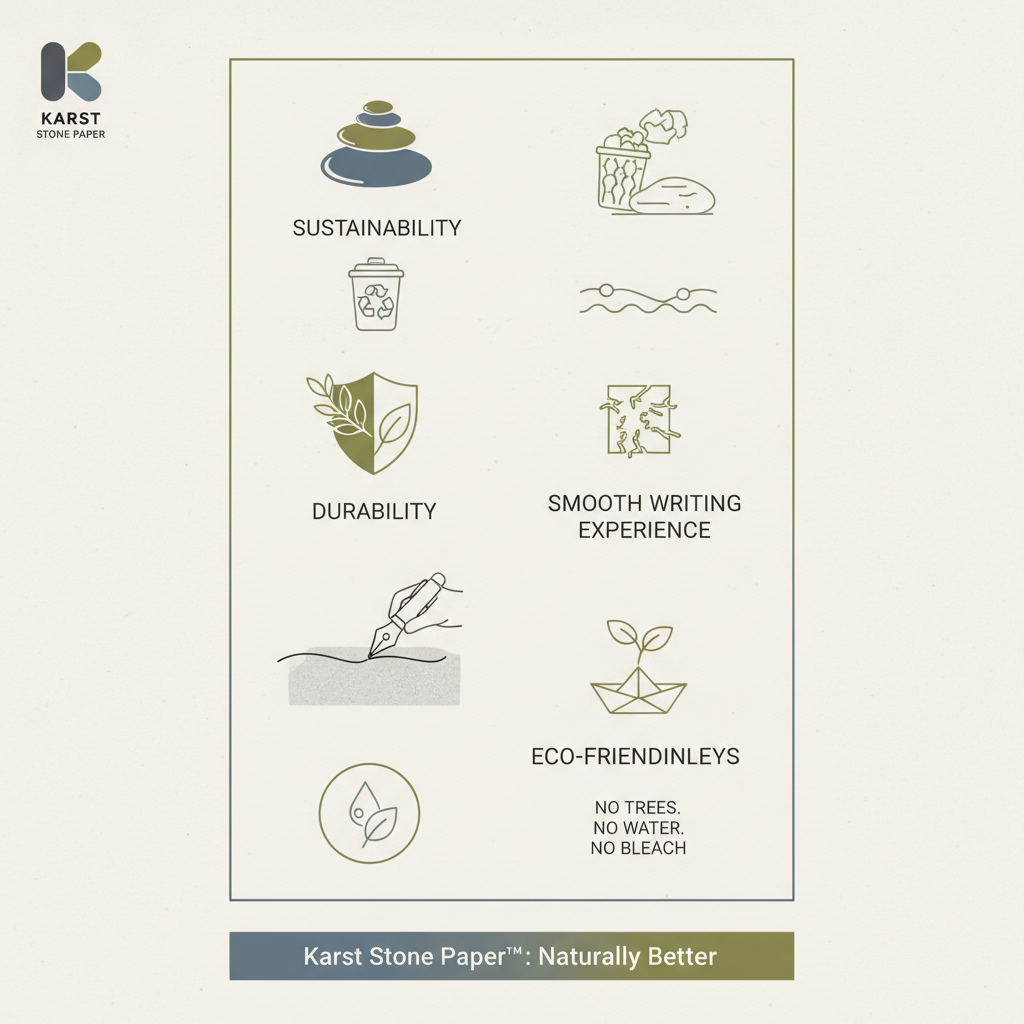 KARST
STONE PAPER
SUSTAINABILITY
DURABILITY
SMOOTH WRITING
EXPERIENCE
ECO-FRIENDINLEYS
NO TREES.
NO WATER.
NO BLEACH
Karst Stone Paper™: Naturally Better